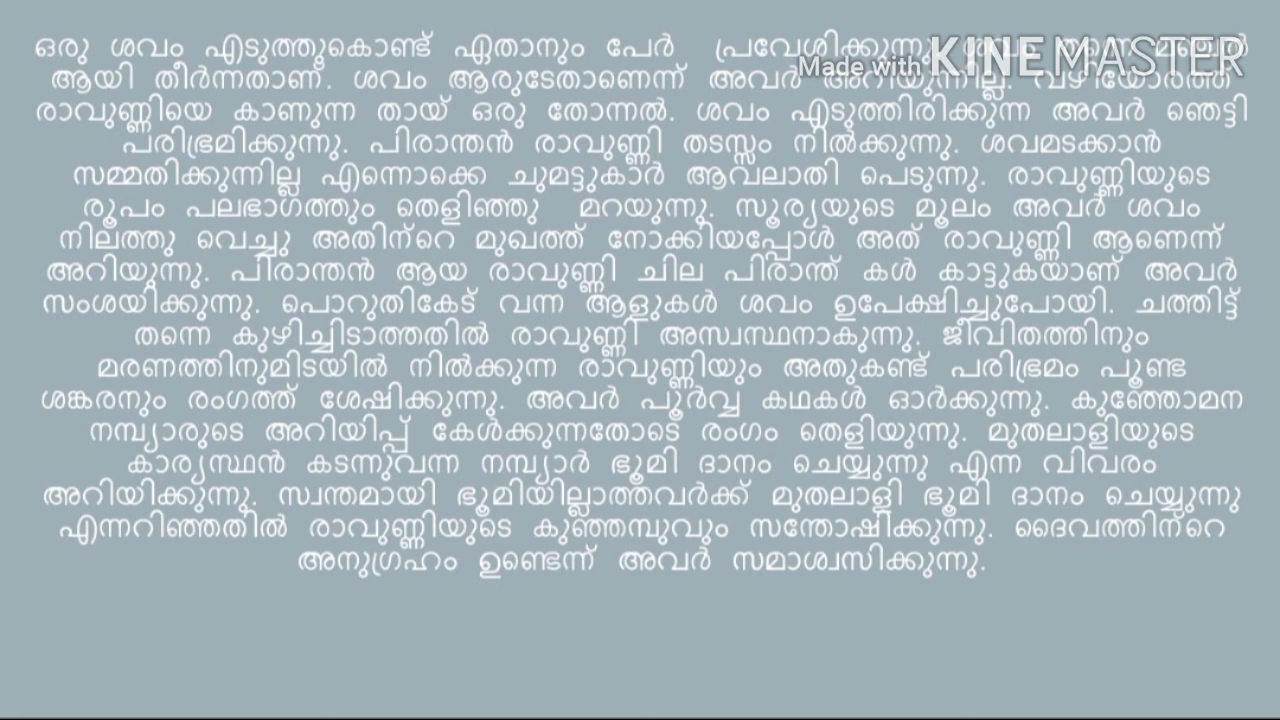 ഒരു ശവം എടുത്തുകൊണ്ട് ഏതാനും പേർ പ്രവേശിക്കുന്നു.
Made with KINEMASTER
ആയി തീർന്നതാണ്. ശവം ആരുടേതാണെന്ന് അവർ അറിയുന്നില്ല. വഴിയോരത്ത്
രാവുണ്ണിയെ കാണുന്ന തായ് ഒരു തോന്നൽ. ശവം എടുത്തിരിക്കുന്ന അവർ ഞെട്ടി
പരിഭ്രമിക്കുന്നു. പിരാന്തൻ രാവുണ്ണി തടസ്സം നിൽക്കുന്നു. ശവമടക്കാൻ
സമ്മതിക്കുന്നില്ല എന്നൊക്കെ ചുമട്ടുകാർ ആവലാതി പെടുന്നു. രാവുണ്ണിയുടെ
രൂപം പലഭാഗത്തും തെളിഞ്ഞു മറയുന്നു. സൂര്യയുടെ മൂലം അവർ ശവം
നിലത്തു വെച്ചു അതിന്റെ മുഖത്ത് നോക്കിയപ്പോൾ അത് രാവുണ്ണി ആണെന്ന്
അറിയുന്നു. പിരാന്തൻ ആയ രാവുണ്ണി ചില പിരാന്ത് കൾ കാട്ടുകയാണ് അവർ
സംശയിക്കുന്നു. പൊറുതികേട് വന്ന ആളുകൾ ശവം ഉപേക്ഷിച്ചുപോയി. ചത്തിട്ട്
തന്നെ കുഴിച്ചിടാത്തതിൽ രാവുണ്ണി അസ്വസ്ഥനാകുന്നു. ജീവിതത്തിനും
മരണത്തിനുമിടയിൽ നിൽക്കുന്ന രാവുണ്ണിയും അതുകണ്ട് പരിഭ്രമം പൂണ്ട
ശങ്കരനും രംഗത്ത് ശേഷിക്കുന്നു. അവർ പൂർവ്വ കഥകൾ ഓർക്കുന്നു. കുഞ്ഞോമന
നമ്പ്യാരുടെ അറിയിപ്പ് കേൾക്കുന്നതോടെ രംഗം തെളിയുന്നു. മുതലാളിയുടെ
കാര്യസ്ഥൻ കടന്നുവന്ന നമ്പ്യാർ ഭൂമി ദാനം ചെയ്യുന്നു എന്ന വിവരം
അറിയിക്കുന്നു. സ്വന്തമായി ഭൂമിയില്ലാത്തവർക്ക് മുതലാളി ഭൂമി ദാനം ചെയ്യുന്നു
എന്നറിഞ്ഞതിൽ രാവുണ്ണിയുടെ കുഞ്ഞമ്പുവും സന്തോഷിക്കുന്നു. ദൈവത്തിന്റെ
അനുഗ്രഹം ഉണ്ടെന്ന് അവർ സമാശ്വസിക്കുന്നു.